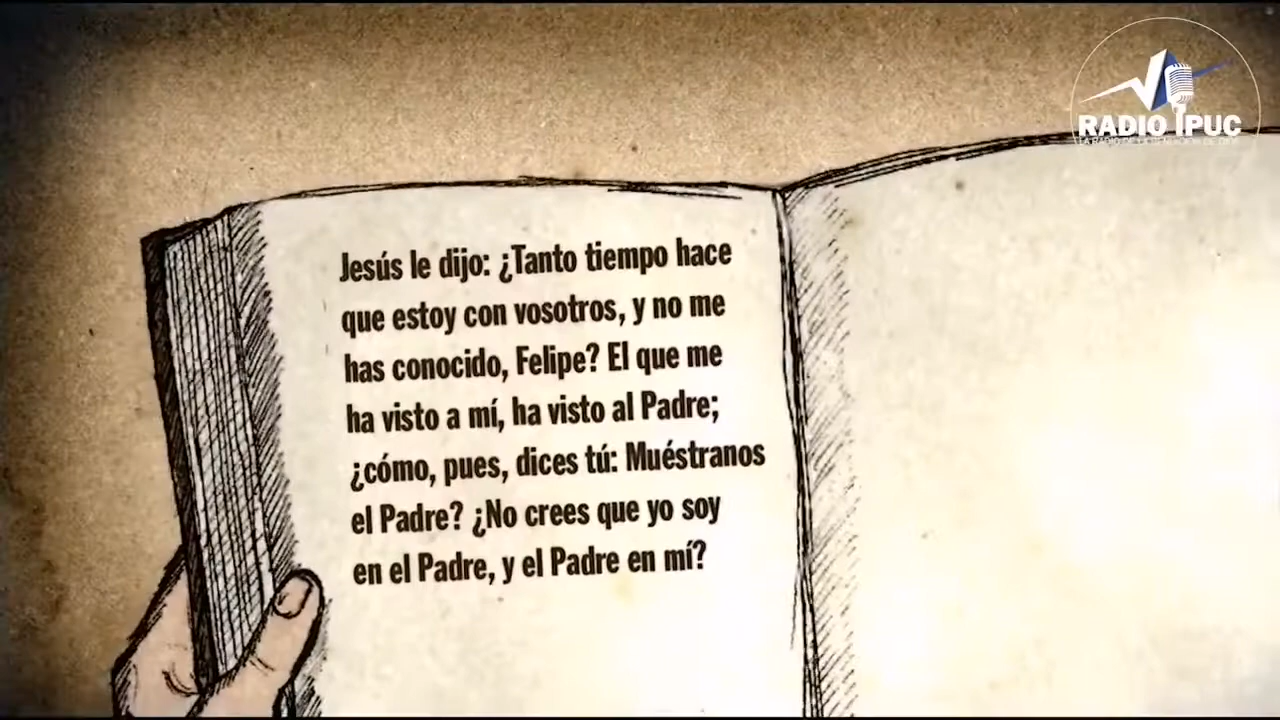 RADIO IPUC
Jesús le dijo: ¿Tanto tiempo hace
que estoy con vosotros, y no me
has conocido, Felipe? El que me
ha visto a mí, ha visto al Padre;
¿cómo, pues, dices tú: Muéstranos
el Padre? ¿No crees que yo soy
en el Padre, y el Padre en mí?